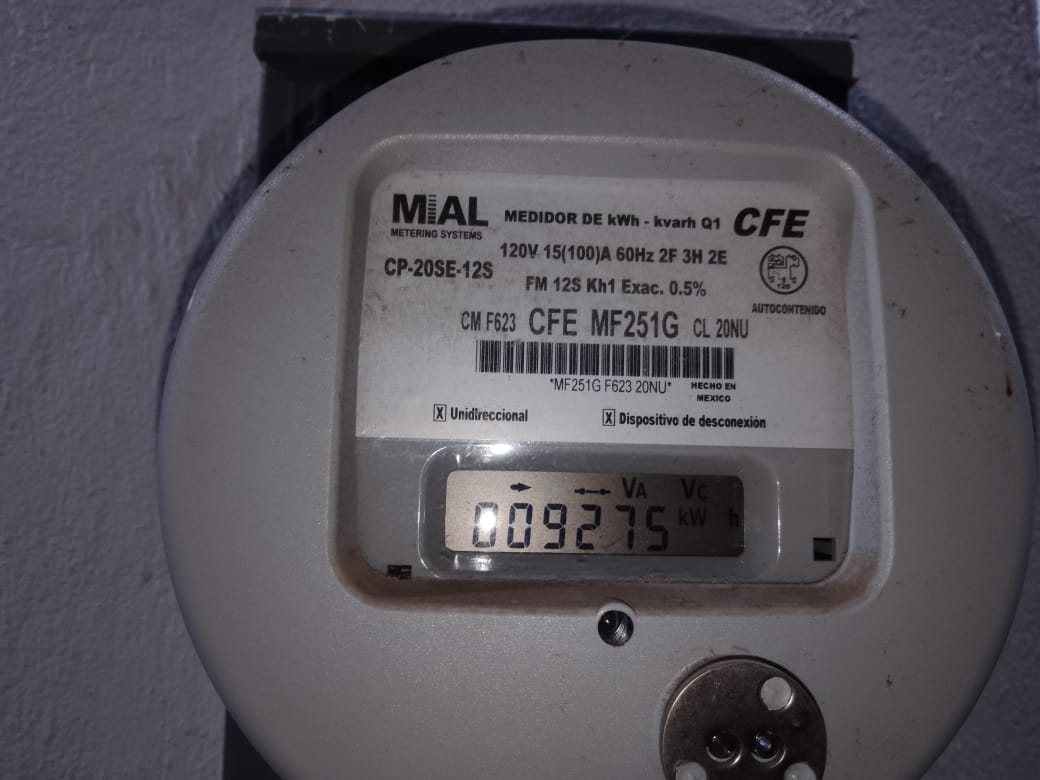 MIAL
METERING SYSTEMS
MEDIDOR DE kWh - kvarh Q1
CFE
120V 15(100)A 60Hz 2F 3H 2E
CP-20SE-12S
FM 12S Kh1 Exac. 0.5%
12S
AUTOCONTENIDO
CM F623 CFE MF251G CL 20NU
*MF251G F623 20NU*
HECHO EN
MEXICO
X Unidireccional
X Dispositivo de desconexión
VA VC
009275 kW h